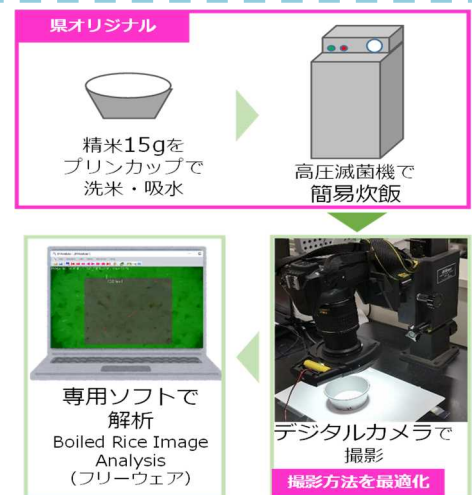 県オリジナル
精米15gを
プリンカップで
洗米・吸水
高圧滅菌機で
簡易炊飯
デジタルカメラで
撮影
撮影方法を最適化
専用ソフトで
解析
Boiled Rice Image
Analysis
（フリーウェア）